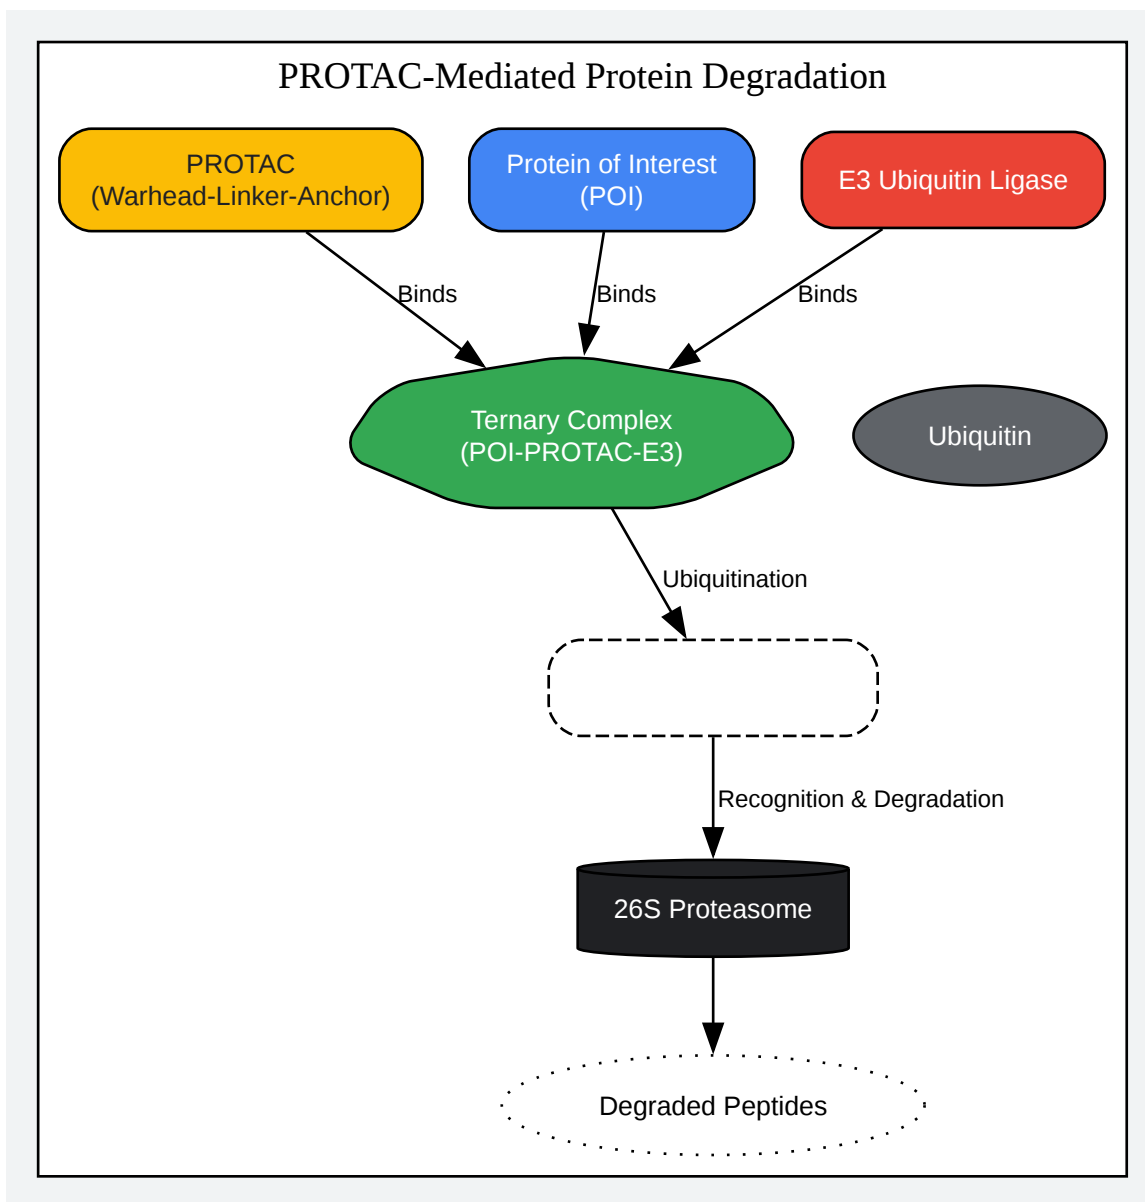 PROTAC-Mediated Protein Degradation
PROTAC
(Warhead-Linker-Anchor)
Protein of Interest
(POI)
E3 Ubiquitin Ligase
Binds
Binds
Binds
Ternary Complex
(POI-PROTAC-E3)
Ubiquitin
Ubiquitination
Recognition & Degradation
26S Proteasome
Degraded Peptides